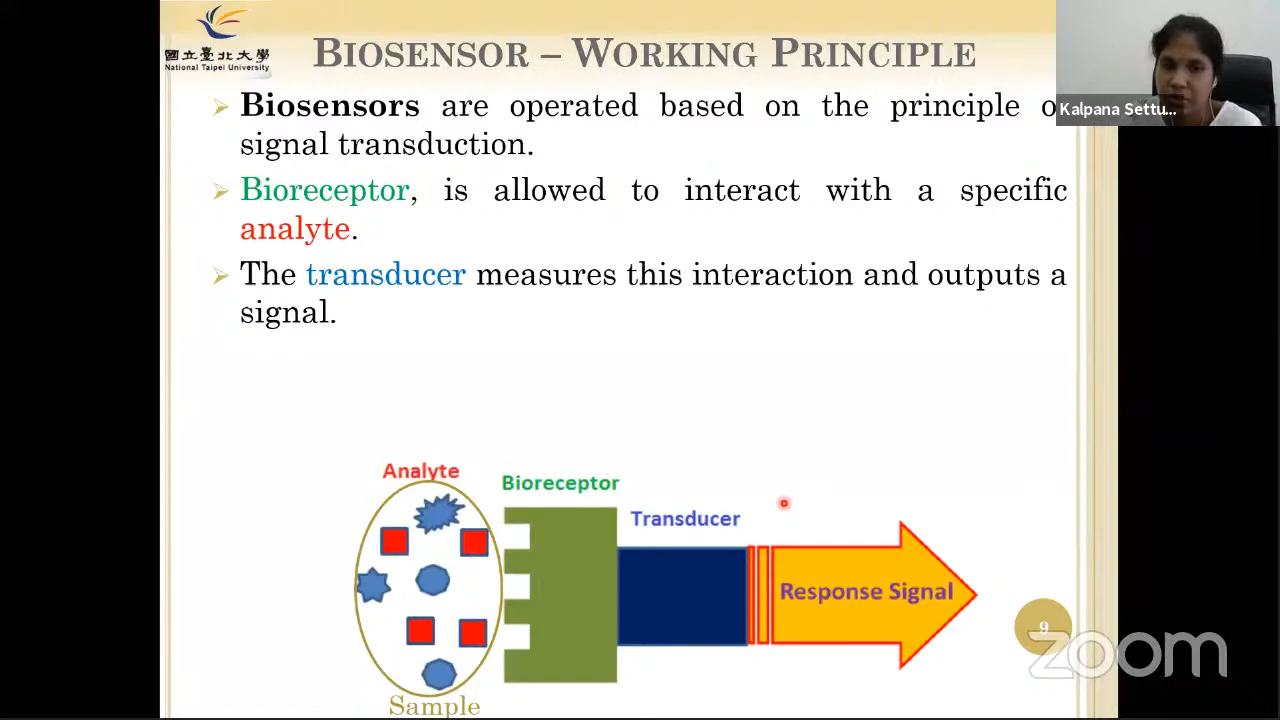 國立臺北大學
National Taipei University
BIOSENSOR – WORKING PRINCIPLE
Kalpana Settu...
➢ Biosensors are operated based on the principle o
signal transduction.
➢ Bioreceptor, is allowed to interact with a specific
analyte.
➢ The transducer measures this interaction and outputs a
signal.
Analyte
Bioreceptor
Transducer
Response Signal
Sample
9
zoom